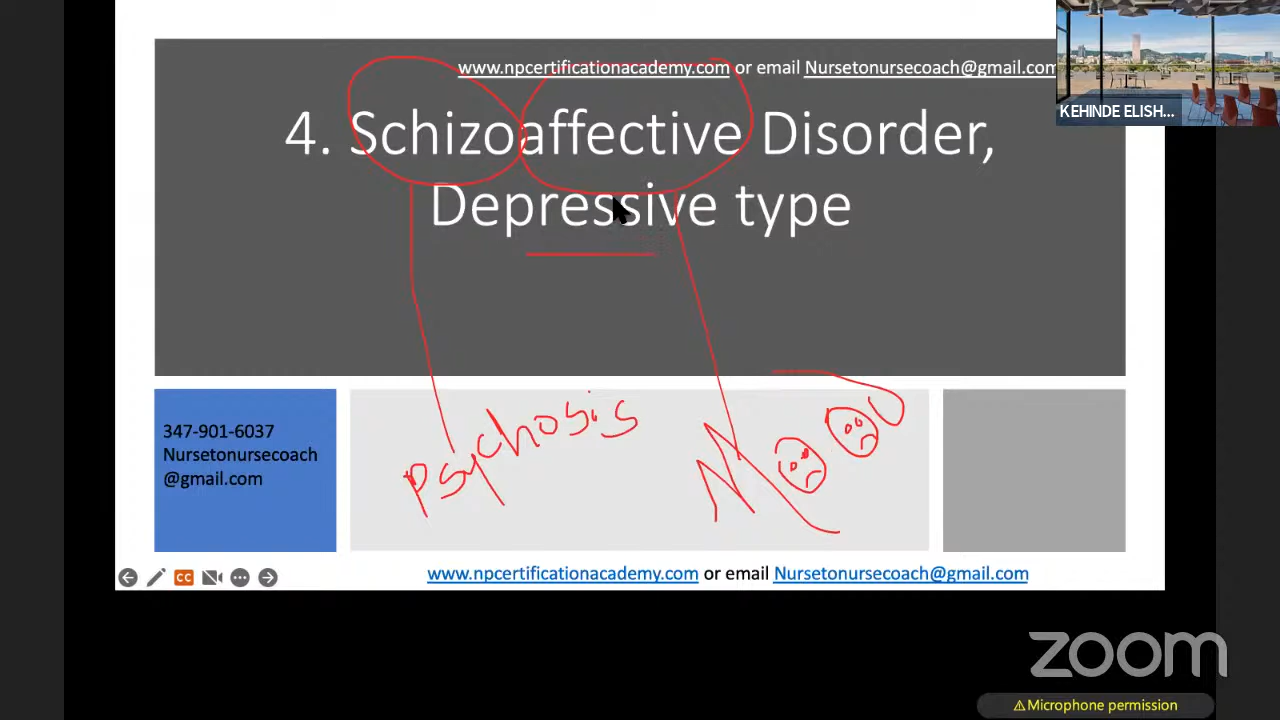 www.npcertificationacademy.com or email Nursetonursecoach@gmail.com
KEHINDE ELISH...
4. Schizoaffective Disorder,
Depressive type
347-901-6037
Nursetonursecoach
@gmail.com
Psychosis
Mood
CC
www.npcertificationacademy.com or email Nursetonursecoach@gmail.com
zoom
⚠Microphone permission